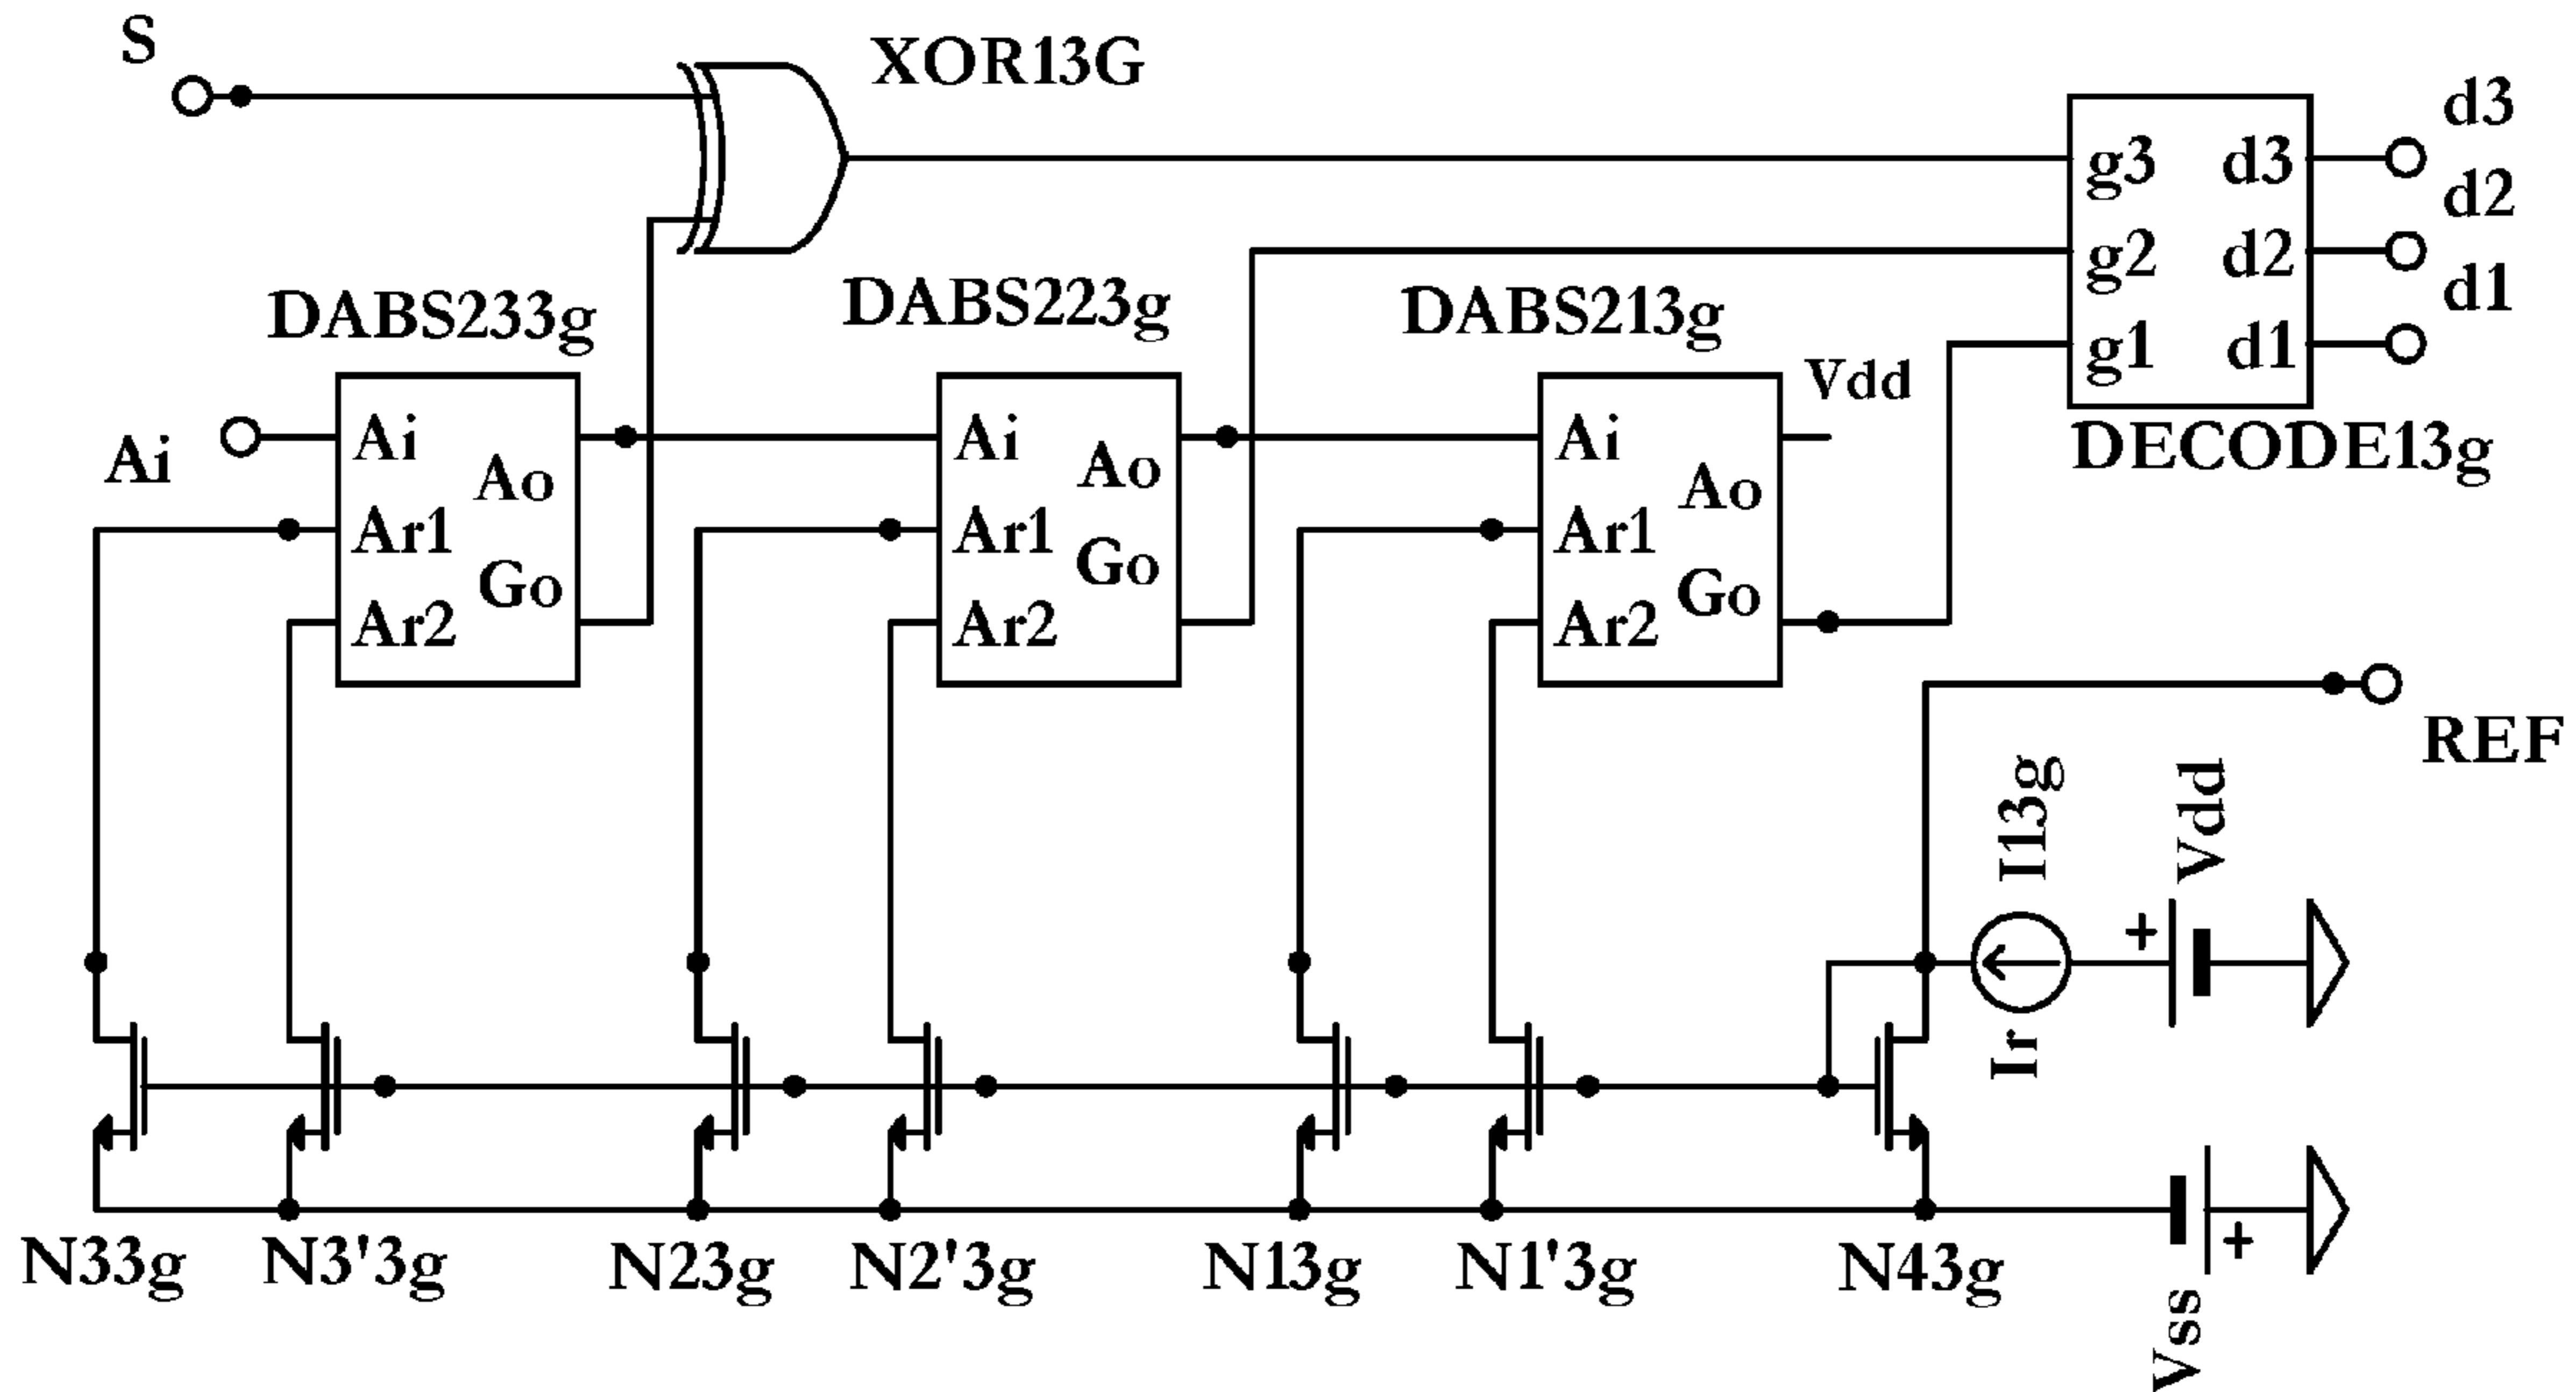 S
XOR13G
d3
g3 d3
d2
g2 d2
d1
g1 d1
DECODE13g
DABS233g
DABS223g
DABS213g
Vdd
Ai
Ai
Ao
Ar1
Go
Ar2
Ai
Ao
Ar1
Go
Ar2
Ai
Ao
Ar1
Go
Ar2
REF
I13g
Vdd
+
Ir
N33g
N3'3g
N23g
N2'3g
N13g
N1'3g
N43g
+
Vss